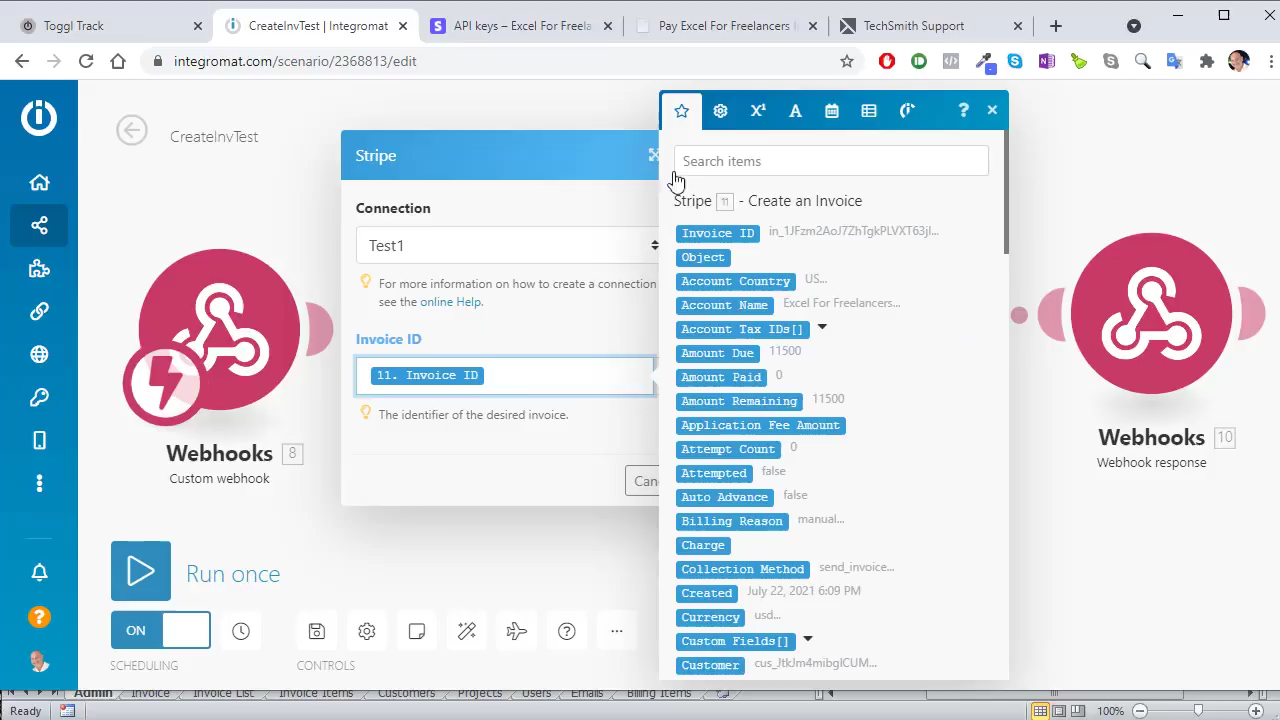 Toggl Track
CreateInvTest | Integromat
API keys – Excel For Freela
Pay Excel For Freelancers
TechSmith Support
integromat.com/scenario/2368813/edit
CreateInvTest
Stripe
Connection
Test1
For more information on how to create a connection
see the online Help.
Invoice ID
11. Invoice ID
The identifier of the desired invoice.
Canc
Search items
Stripe 11 - Create an Invoice
Invoice ID in_1JFzm2AoJ7ZhTgkPLVXT63jl...
Object
Account Country US...
Account Name Excel For Freelancers...
Account Tax IDs[]
Amount Due 11500
Amount Paid 0
Amount Remaining 11500
Application Fee Amount
Attempt Count 0
Attempted false
Auto Advance false
Billing Reason manual...
Charge
Collection Method send_invoice...
Created July 22, 2021 6:09 PM
Currency usd...
Custom Fields[]
Customer cus_JtkJm4mibglCUM...
Webhooks 8
Custom webhook
Webhooks 10
Webhook response
Run once
ON
SCHEDULING
CONTROLS
Admin Invoice Invoice List Invoice Items Customers Projects Users Emails Billing Items
Ready
100%